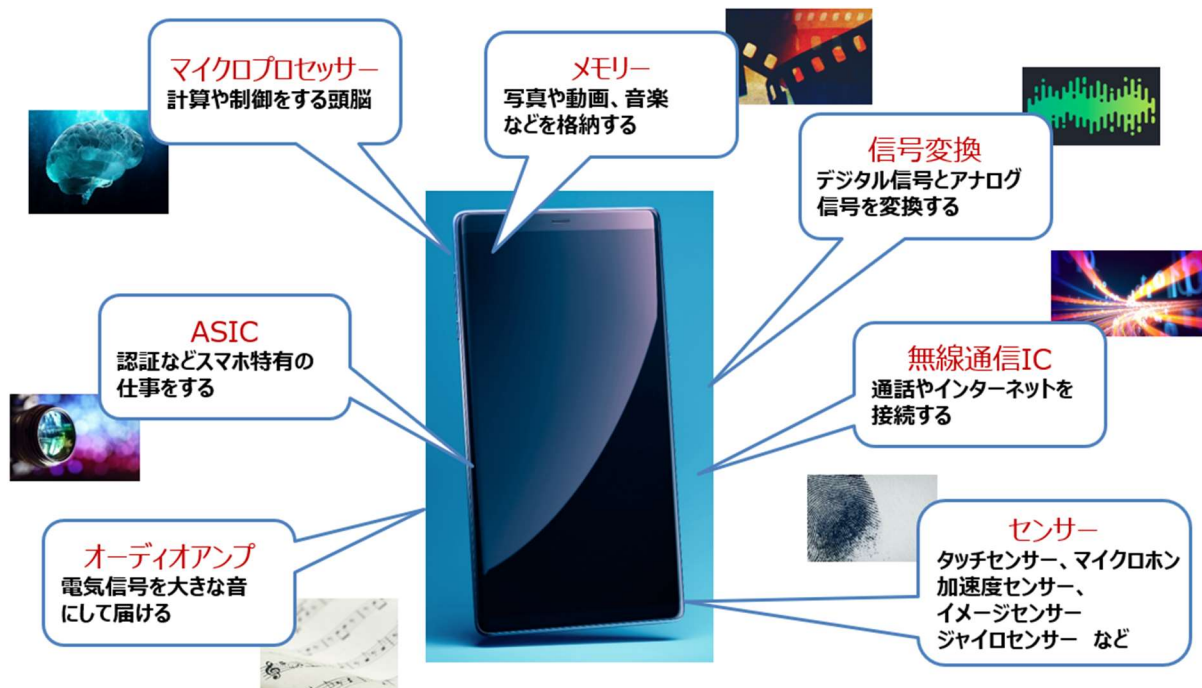 マイクロプロセッサー
計算や制御をする頭脳
メモリー
写真や動画、音楽
などを格納する
信号変換
デジタル信号とアナログ
信号を変換する
ASIC
認証などスマホ特有の
仕事をする
無線通信IC
通話やインターネットを
接続する
オーディオアンプ
電気信号を大きな音
にして届ける
センサー
タッチセンサー、マイクロホン
加速度センサー、
イメージセンサー
ジャイロセンサー など